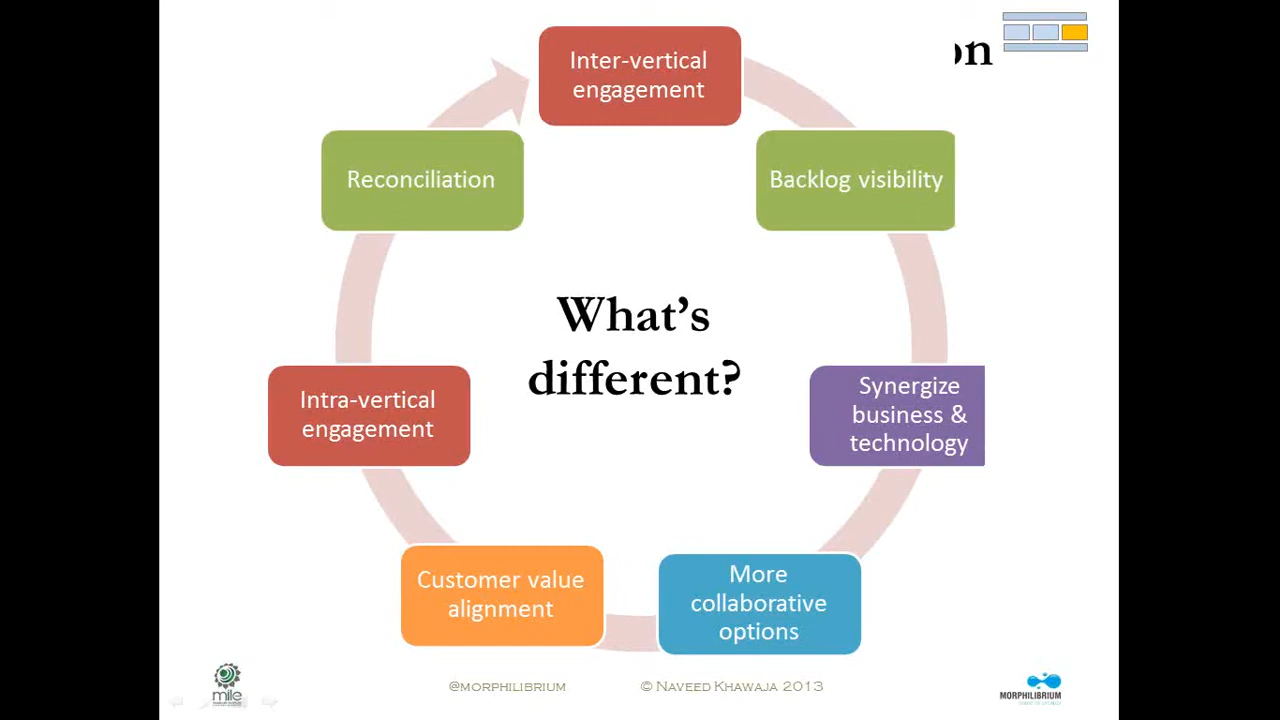 on
Inter-vertical
engagement
Reconciliation
Backlog visibility
What's
different?
Intra-vertical
engagement
Synergize
business &
technology
Customer value
alignment
More
collaborative
options
mile
@MORPHILIBRIUM
© NAVEED KHAWAJA 2013
MORPHILIBRIUM